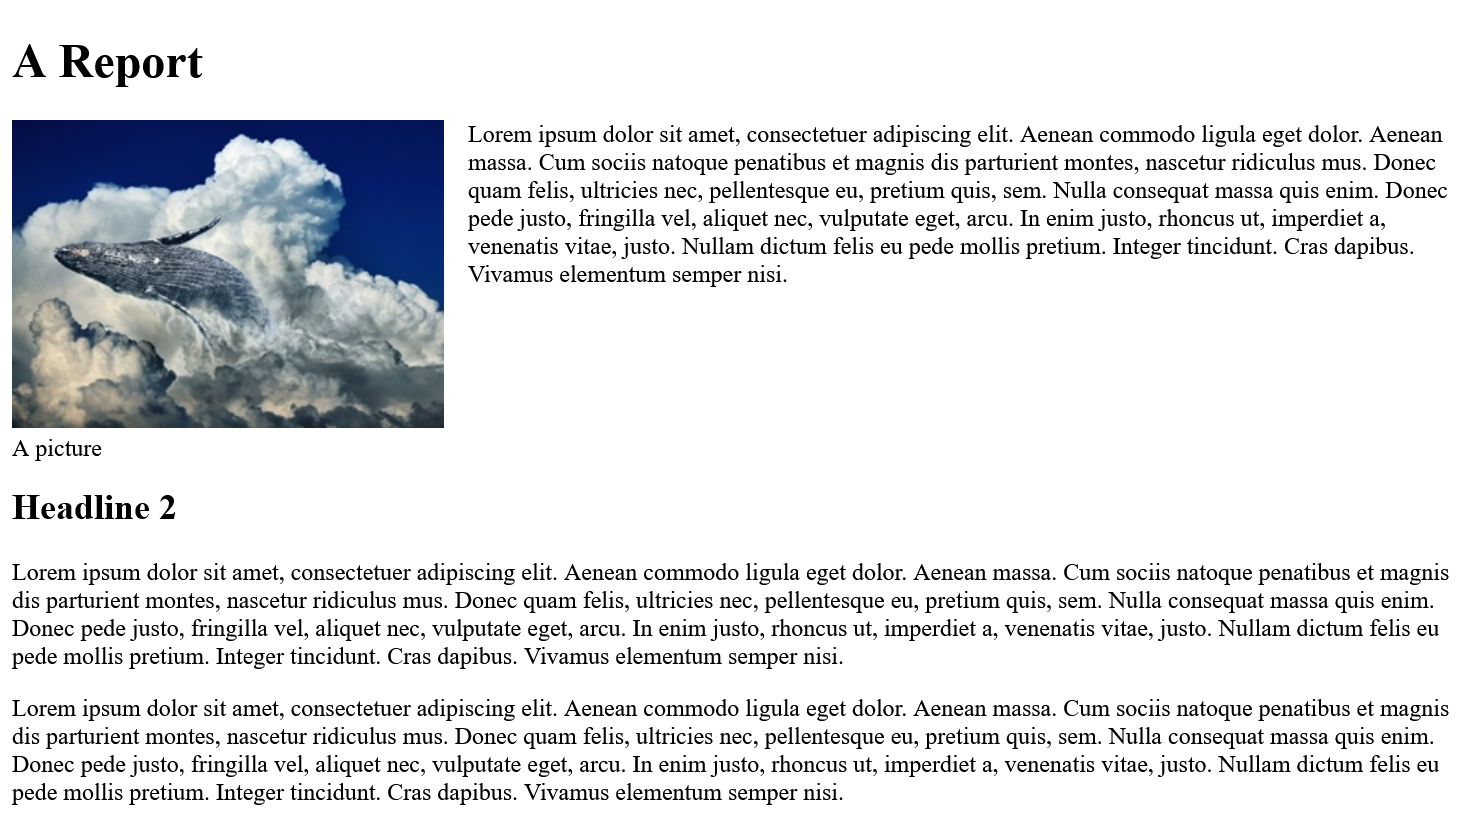 A Report
Lorem ipsum dolor sit amet, consectetuer adipiscing elit. Aenean commodo ligula eget dolor. Aenean
massa. Cum sociis natoque penatibus et magnis dis parturient montes, nascetur ridiculus mus. Donec
quam felis, ultricies nec, pellentesque eu, pretium quis, sem. Nulla consequat massa quis enim. Donec
pede justo, fringilla vel, aliquet nec, vulputate eget, arcu. In enim justo, rhoncus ut, imperdiet a,
venenatis vitae, justo. Nullam dictum felis eu pede mollis pretium. Integer tincidunt. Cras dapibus.
Vivamus elementum semper nisi.
A picture
Headline 2
Lorem ipsum dolor sit amet, consectetuer adipiscing elit. Aenean commodo ligula eget dolor. Aenean massa. Cum sociis natoque penatibus et magnis
dis parturient montes, nascetur ridiculus mus. Donec quam felis, ultricies nec, pellentesque eu, pretium quis, sem. Nulla consequat massa quis enim.
Donec pede justo, fringilla vel, aliquet nec, vulputate eget, arcu. In enim justo, rhoncus ut, imperdiet a, venenatis vitae, justo. Nullam dictum felis eu
pede mollis pretium. Integer tincidunt. Cras dapibus. Vivamus elementum semper nisi.
Lorem ipsum dolor sit amet, consectetuer adipiscing elit. Aenean commodo ligula eget dolor. Aenean massa. Cum sociis natoque penatibus et magnis
dis parturient montes, nascetur ridiculus mus. Donec quam felis, ultricies nec, pellentesque eu, pretium quis, sem. Nulla consequat massa quis enim.
Donec pede justo, fringilla vel, aliquet nec, vulputate eget, arcu. In enim justo, rhoncus ut, imperdiet a, venenatis vitae, justo. Nullam dictum felis eu
pede mollis pretium. Integer tincidunt. Cras dapibus. Vivamus elementum semper nisi.